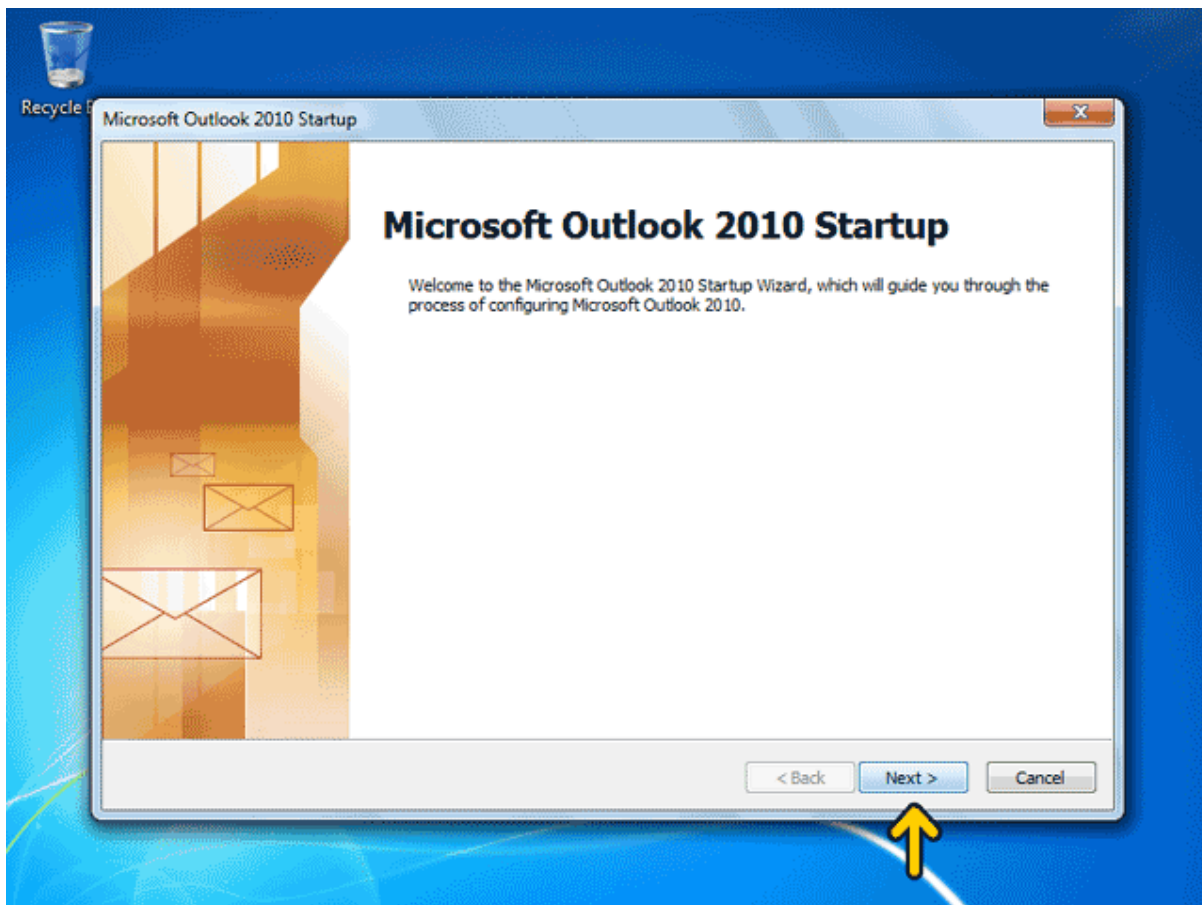 Recycle
Microsoft Outlook 2010 Startup
Microsoft Outlook 2010 Startup
Welcome to the Microsoft Outlook 2010 Startup Wizard, which will guide you through the
process of configuring Microsoft Outlook 2010.
< Back Next > Cancel